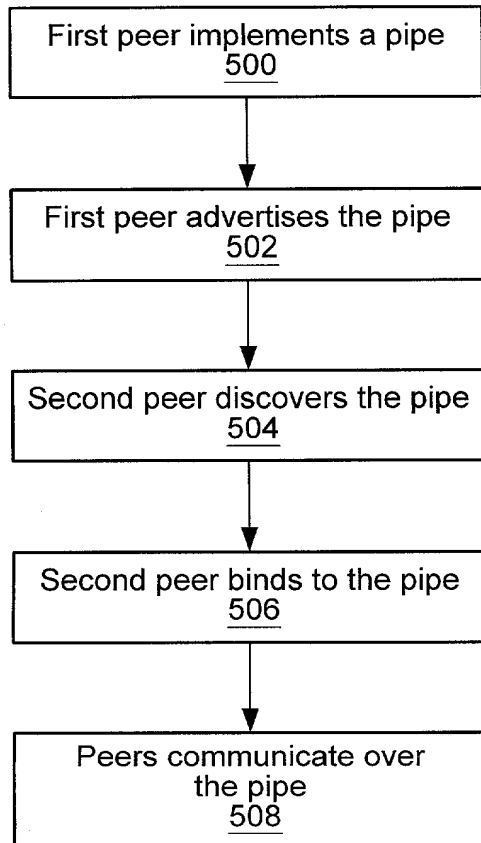 First peer implements a pipe
500
First peer advertises the pipe
502
Second peer discovers the pipe
504
Second peer binds to the pipe
506
Peers communicate over
the pipe
508